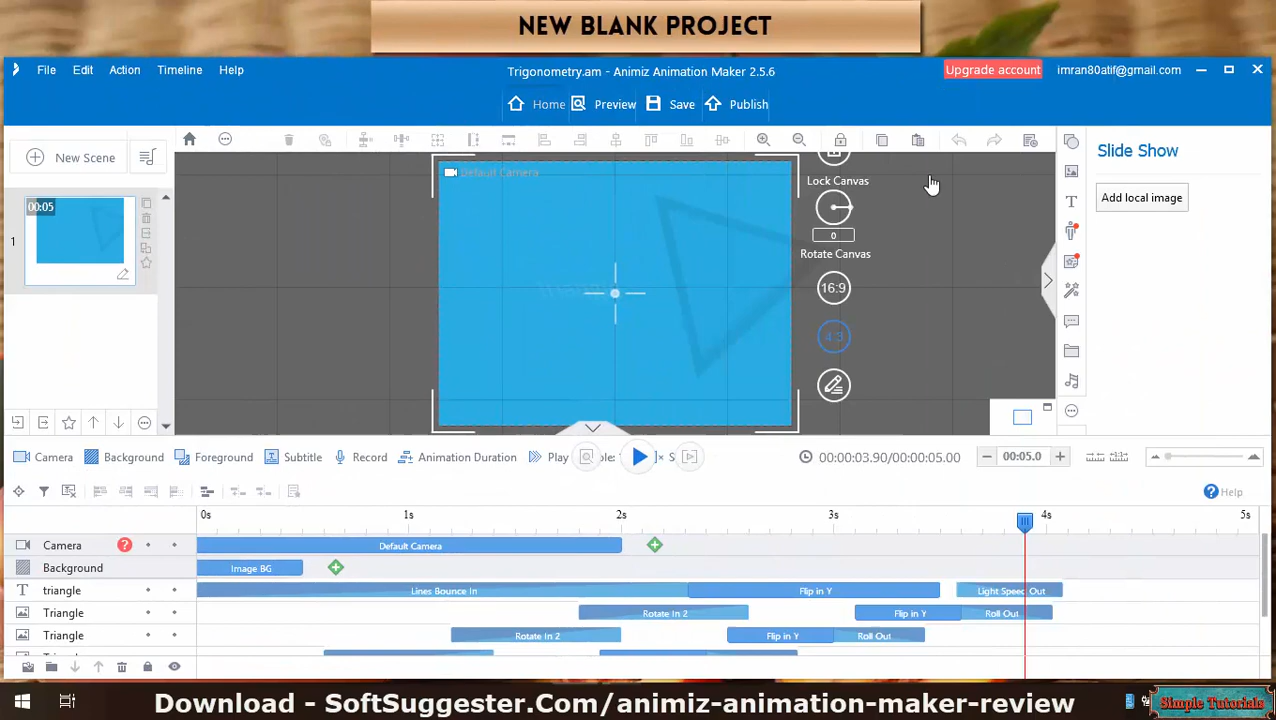 NEW BLANK PROJECT
File Edit Action Timeline Help
Trigonometry.am - Animiz Animation Maker 2.5.6
Upgrade account
imran80atif@gmail.com
Home Preview Save Publish
New Scene
Slide Show
Add local image
Default Camera
Lock Canvas
0
Rotate Canvas
16:9
4:3
00:05
1
Camera Background Foreground Subtitle Record Animation Duration Play
00:00:03.90/00:00:05.00
00:05.0
Help
0s 1s 2s 3s 4s 5s
Camera ? Default Camera
Background Image BG
triangle Lines Bounce In Flip in Y Light Speed Out
Triangle Rotate In 2 Flip in Y Roll Out
Triangle Rotate In 2 Flip in Y Roll Out
Download - SoftSuggester.Com/animiz-animation-maker-review
Simple Tutorials